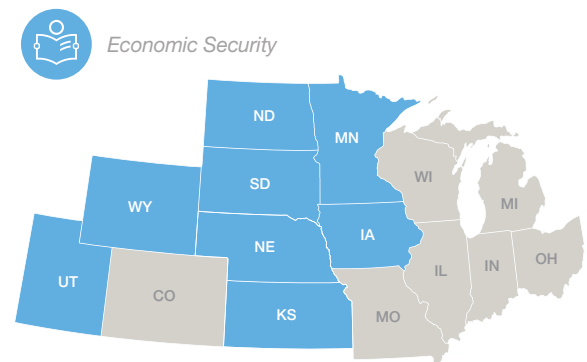 Economic Security
ND
MN
WI
SD
MI
WY
IA
NE
OH
IL
IN
UT
CO
KS
MO